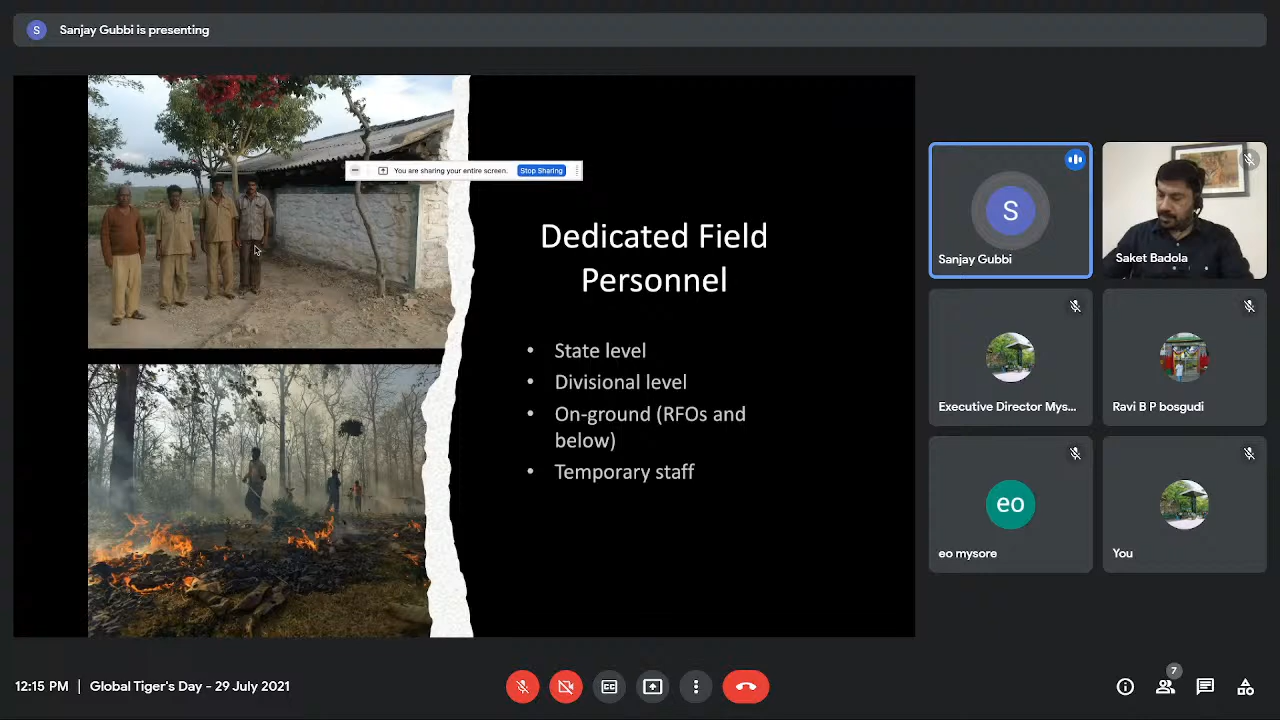 S
Sanjay Gubbi is presenting
You are sharing your entire screen.
Stop Sharing
Dedicated Field
Personnel
• State level
• Divisional level
• On-ground (RFOs and
below)
• Temporary staff
S
Sanjay Gubbi
Saket Badola
Executive Director Mys...
Ravi B P bosgudi
eo
eo mysore
You
12:15 PM | Global Tiger's Day - 29 July 2021
CC
7